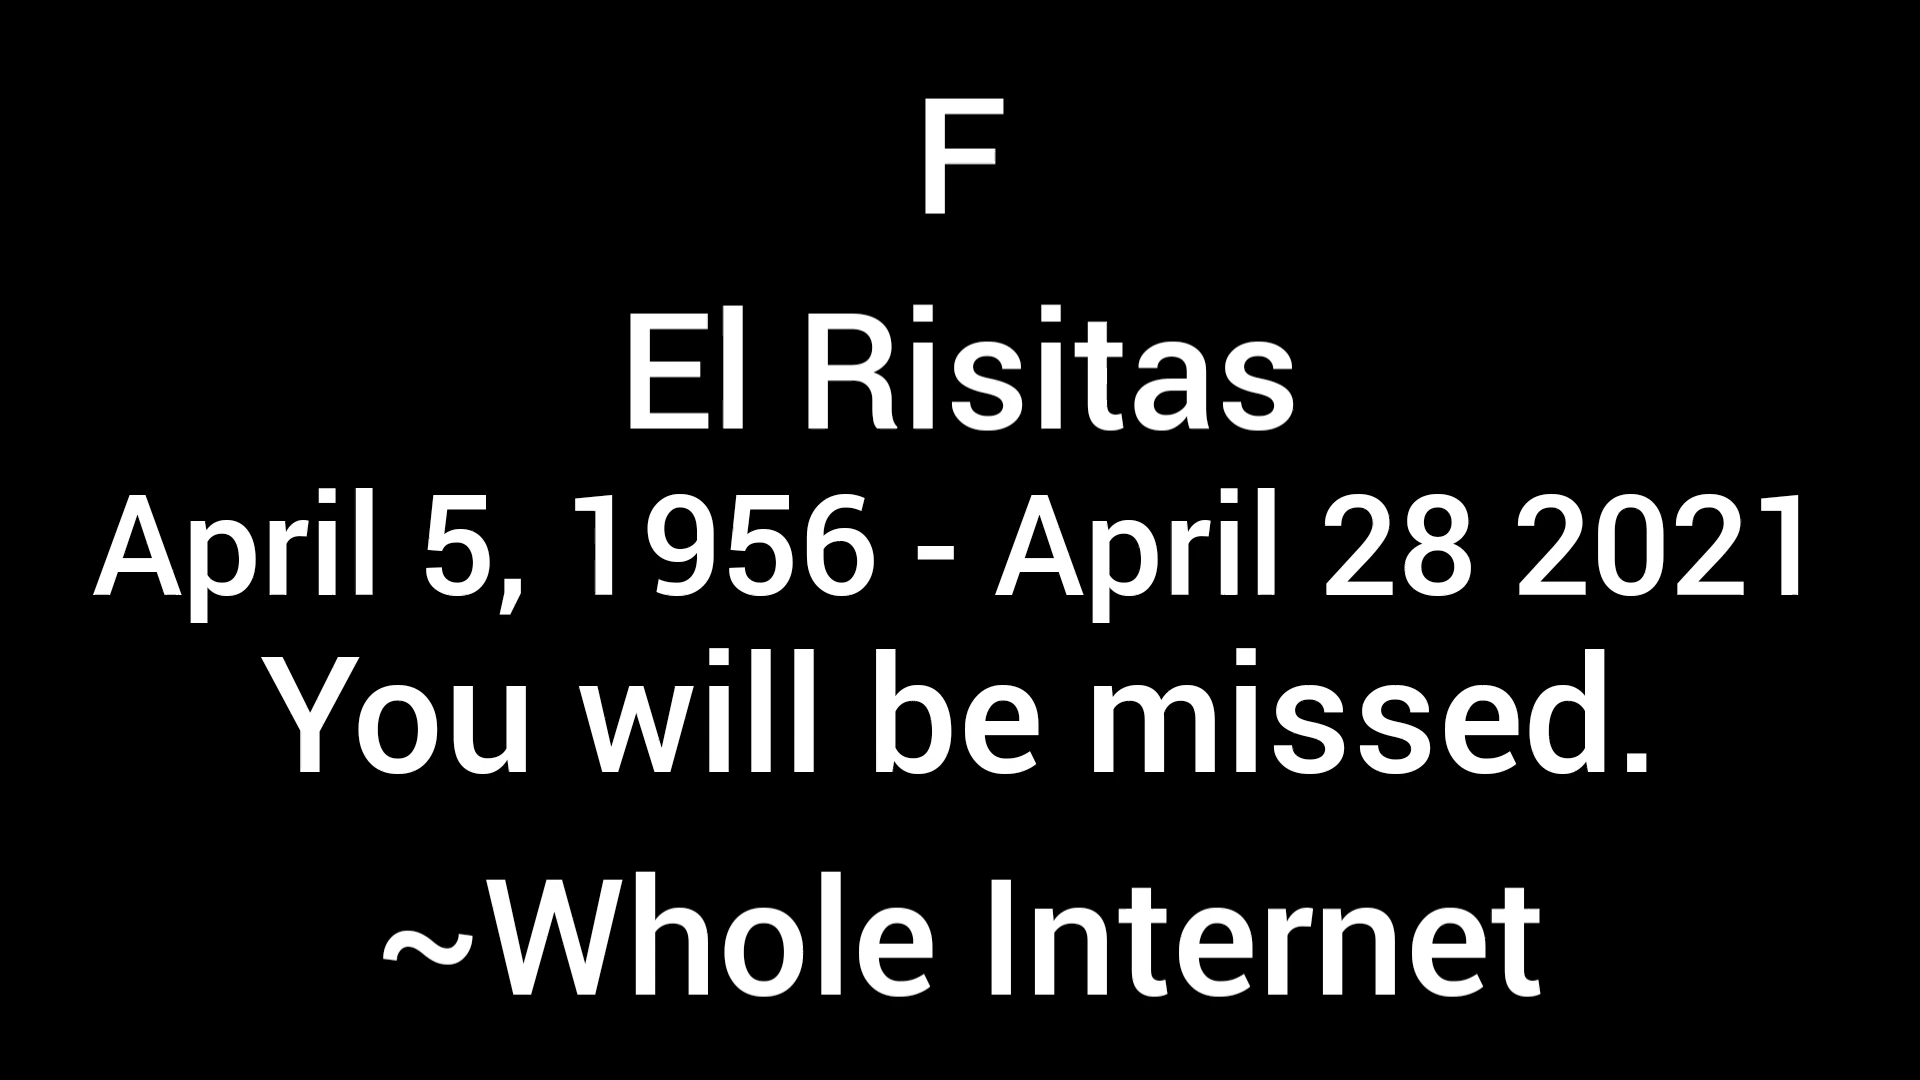 F
El Risitas
April 5, 1956 - April 28 2021
You will be missed.
~Whole Internet